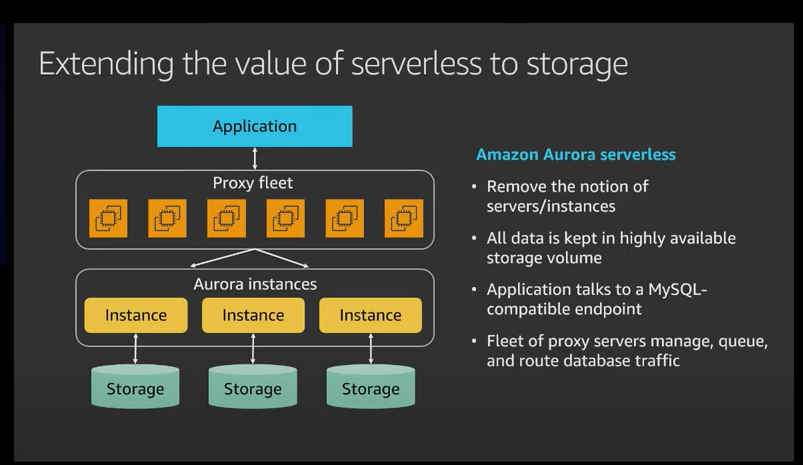 Extending the value of serverless to storage
Application
Proxy fleet
Aurora instances
Instance
Instance
Instance
Storage
Storage
Storage
Amazon Aurora serverless
• Remove the notion of
servers/instances
• All data is kept in highly available
storage volume
• Application talks to a MySQL-
compatible endpoint
• Fleet of proxy servers manage, queue,
and route database traffic